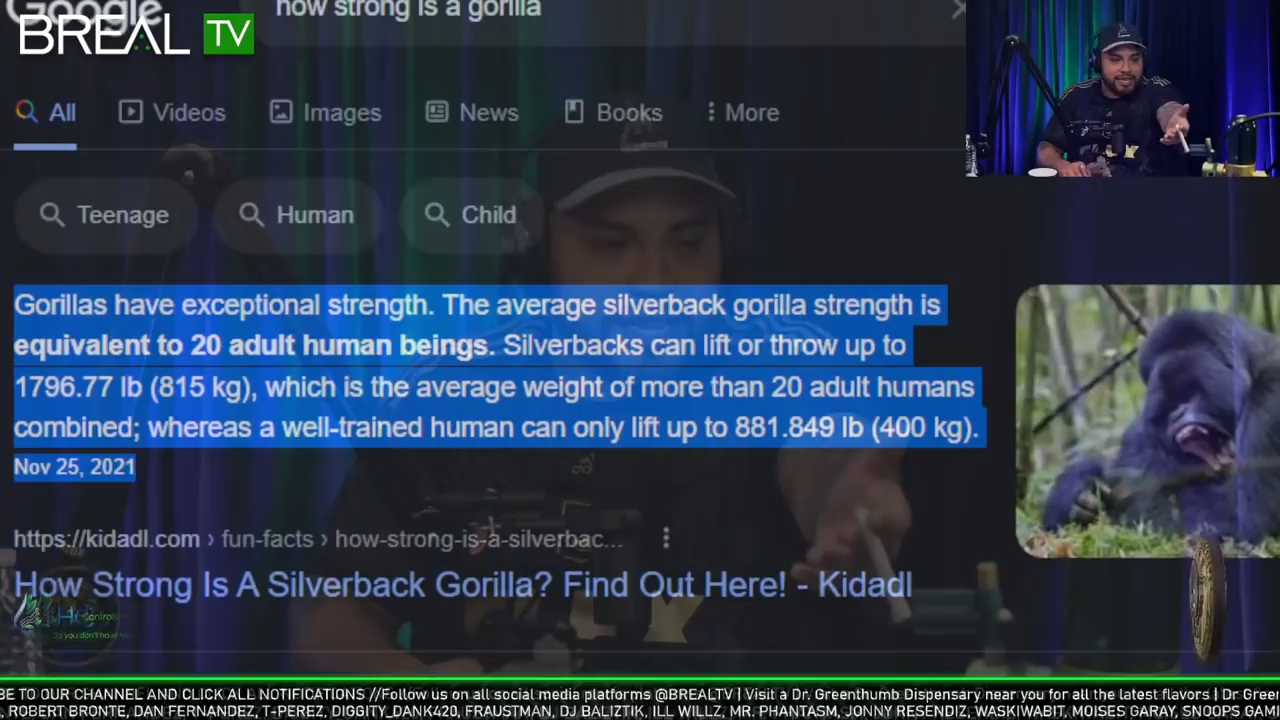 Google
how strong is a gorilla
BREAL TV
All
Videos
Images
News
Books
More
Teenage
Human
Child
Gorillas have exceptional strength. The average silverback gorilla strength is
equivalent to 20 adult human beings. Silverbacks can lift or throw up to
1796.77 lb (815 kg), which is the average weight of more than 20 adult humans
combined; whereas a well-trained human can only lift up to 881.849 lb (400 kg).
Nov 25, 2021
https://kidadl.com › fun-facts › how-strong-is-a-silverbac...
How Strong Is A Silverback Gorilla? Find Out Here! - Kidadl
BE TO OUR CHANNEL AND CLICK ALL NOTIFICATIONS //Follow us on all social media platforms @BREALTV | Visit a Dr. Greenthumb Dispensary near you for all the latest flavors | Dr Gree
, ROBERT BRONTE, DAN FERNANDEZ, T-PEREZ, DIGGITY_DANK420, FRAUSTMAN, DJ BALIZTIK, ILL WILLZ, MR. PHANTASM, JONNY RESENDIZ, WASKIWABIT, MOISES GARAY, SNOOPS GAM